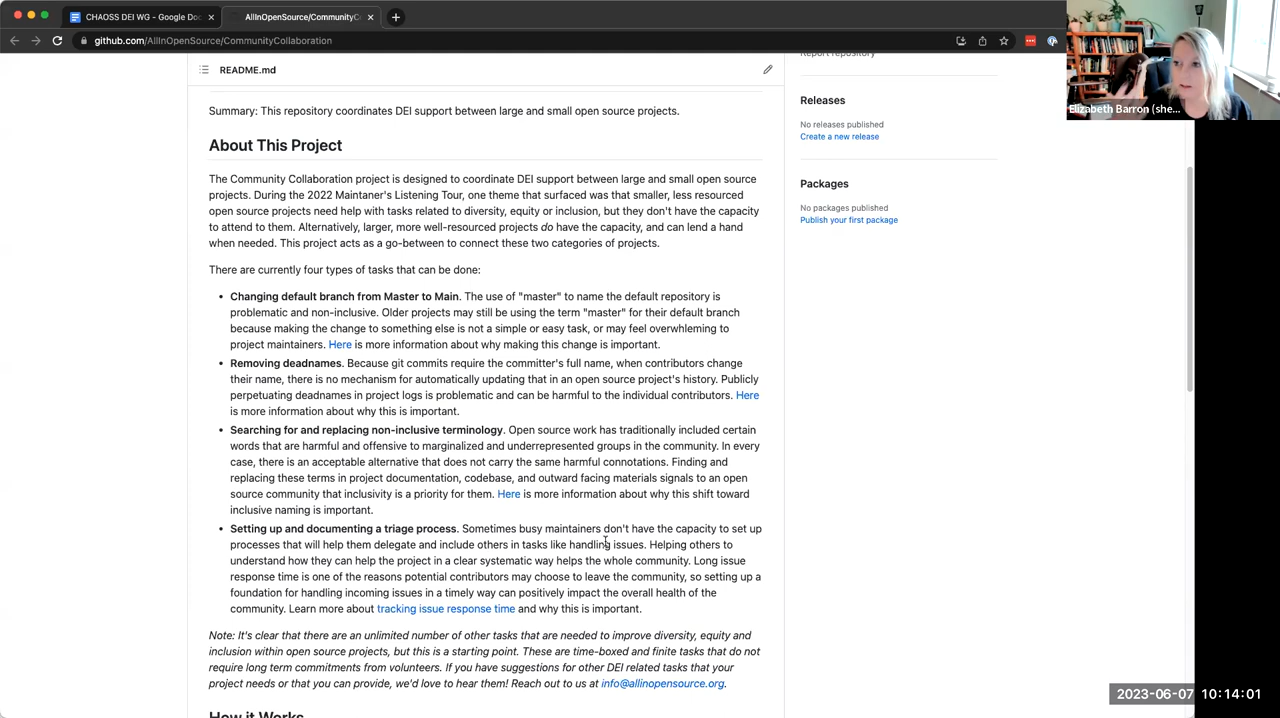 CHAOSS DEI WG - Google Doc
AllInOpenSource/CommunityC
github.com/AllInOpenSource/CommunityCollaboration
README.md
Summary: This repository coordinates DEI support between large and small open source projects.
About This Project
The Community Collaboration project is designed to coordinate DEI support between large and small open source
projects. During the 2022 Maintaner's Listening Tour, one theme that surfaced was that smaller, less resourced
open source projects need help with tasks related to diversity, equity or inclusion, but they don't have the capacity
to attend to them. Alternatively, larger, more well-resourced projects do have the capacity, and can lend a hand
when needed. This project acts as a go-between to connect these two categories of projects.
There are currently four types of tasks that can be done:
• Changing default branch from Master to Main. The use of "master" to name the default repository is
problematic and non-inclusive. Older projects may still be using the term "master" for their default branch
because making the change to something else is not a simple or easy task, or may feel overwhleming to
project maintainers. Here is more information about why making this change is important.
• Removing deadnames. Because git commits require the committer's full name, when contributors change
their name, there is no mechanism for automatically updating that in an open source project's history. Publicly
perpetuating deadnames in project logs is problematic and can be harmful to the individual contributors. Here
is more information about why this is important.
• Searching for and replacing non-inclusive terminology. Open source work has traditionally included certain
words that are harmful and offensive to marginalized and underrepresented groups in the community. In every
case, there is an acceptable alternative that does not carry the same harmful connotations. Finding and
replacing these terms in project documentation, codebase, and outward facing materials signals to an open
source community that inclusivity is a priority for them. Here is more information about why this shift toward
inclusive naming is important.
• Setting up and documenting a triage process. Sometimes busy maintainers don't have the capacity to set up
processes that will help them delegate and include others in tasks like handling issues. Helping others to
understand how they can help the project in a clear systematic way helps the whole community. Long issue
response time is one of the reasons potential contributors may choose to leave the community, so setting up a
foundation for handling incoming issues in a timely way can positively impact the overall health of the
community. Learn more about tracking issue response time and why this is important.
Note: It's clear that there are an unlimited number of other tasks that are needed to improve diversity, equity and
inclusion within open source projects, but this is a starting point. These are time-boxed and finite tasks that do not
require long term commitments from volunteers. If you have suggestions for other DEI related tasks that your
project needs or that you can provide, we'd love to hear them! Reach out to us at info@allinopensource.org.
How it Works
Report repository
Releases
No releases published
Create a new release
Packages
No packages published
Publish your first package
Elizabeth Barron (she...
2023-06-07 10:14:01